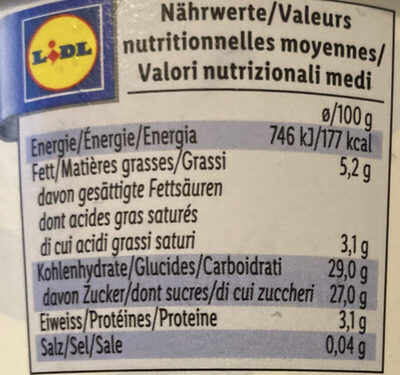 LIDL
Nährwerte/Valeurs
nutritionnelles moyennes/
Valori nutrizionali medi
ø/100 g
Energie/Énergie/Energia 746 kJ/177 kcal
Fett/Matières grasses/Grassi 5,2 g
davon gesättigte Fettsäuren
dont acides gras saturés
di cui acidi grassi saturi 3,1 g
Kohlenhydrate/Glucides/Carboidrati 29,0 g
davon Zucker/dont sucres/di cui zuccheri 27,0 g
Eiweiss/Protéines/Proteine 3,1 g
Salz/Sel/Sale 0,04 g